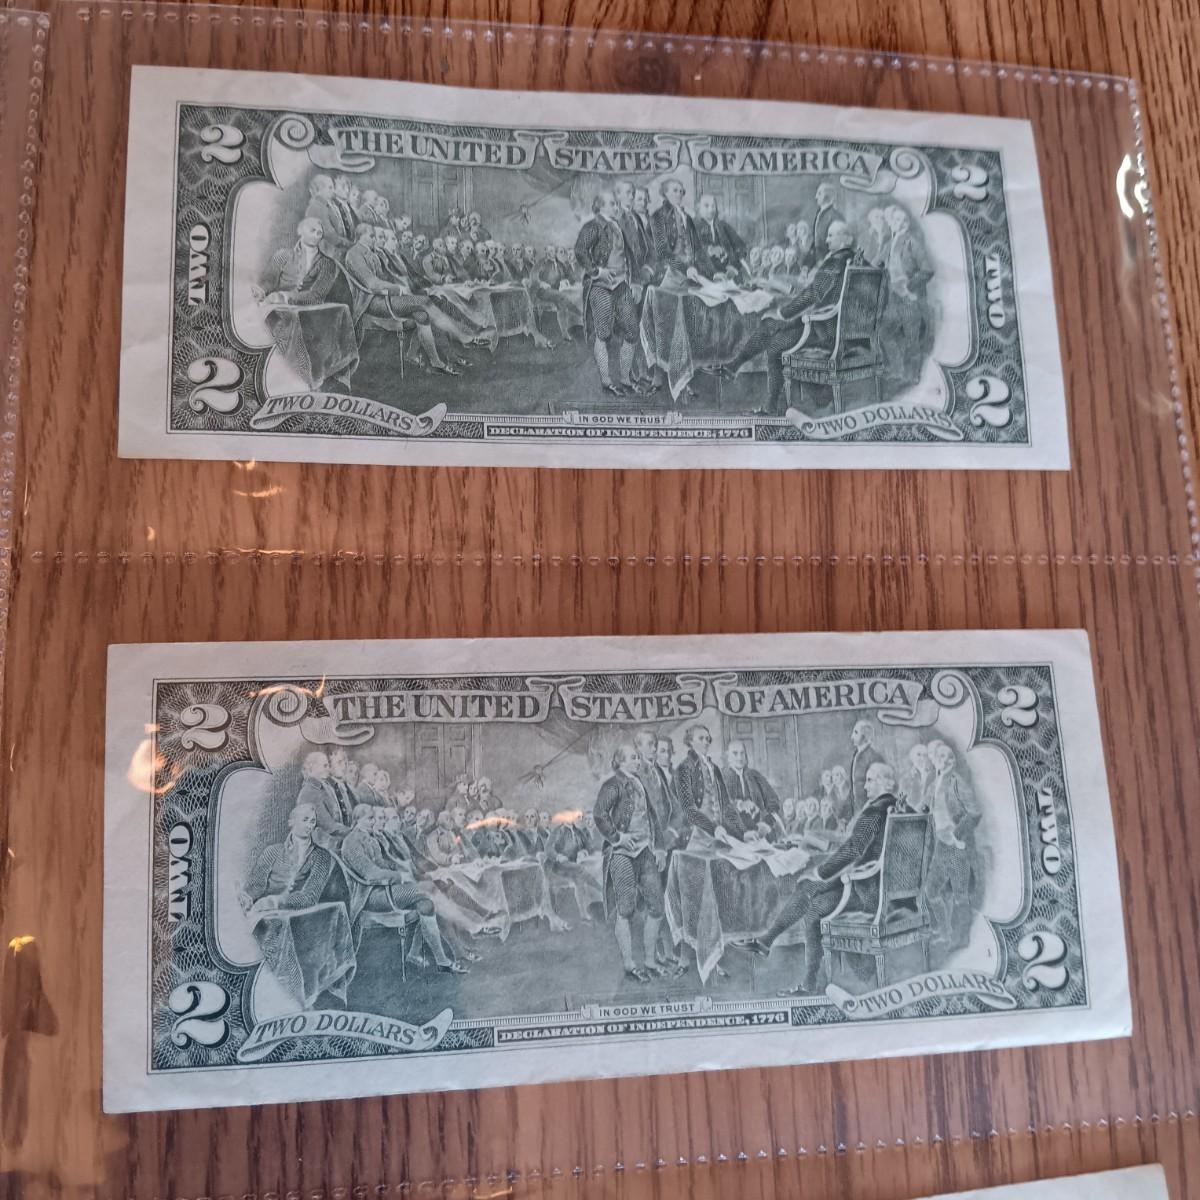 2 THE UNITED STATES OF AMERICA 2
TWO TWO
2 TWO DOLLARS IN GOD WE TRUST TWO DOLLARS 2
DECLARATION OF INDEPENDENCE, 1776
2 THE UNITED STATES OF AMERICA 2
TWO TWO
1
2 TWO DOLLARS IN GOD WE TRUST TWO DOLLARS 2
DECLARATION OF INDEPENDENCE, 1776